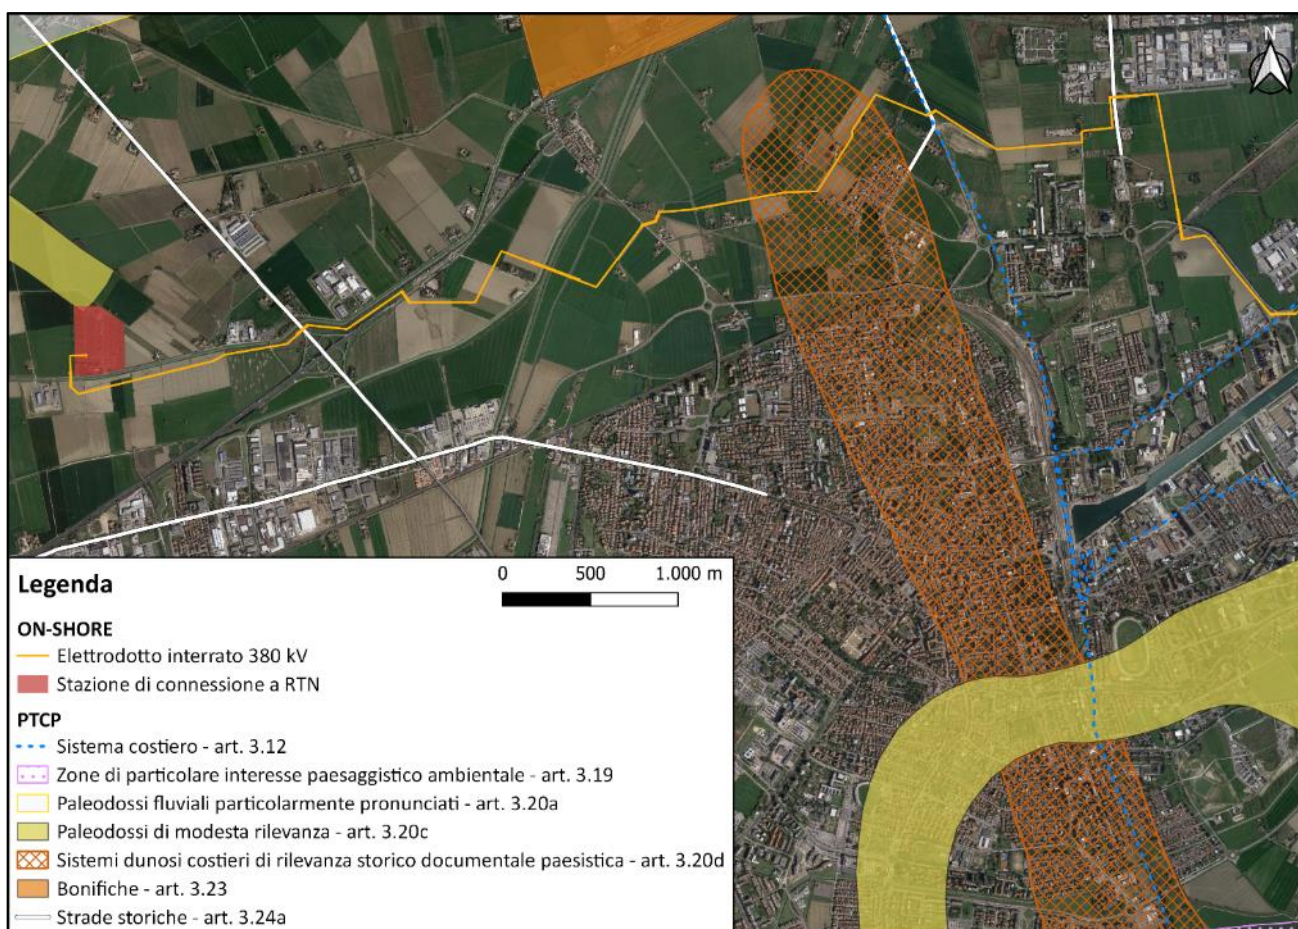 N
Legenda
0 500 1.000 m
ON-SHORE
Elettrodotto interrato 380 kV
Stazione di connessione a RTN
PTCP
Sistema costiero - art. 3.12
Zone di particolare interesse paesaggistico ambientale - art. 3.19
Paleodossi fluviali particolarmente pronunciati - art. 3.20a
Paleodossi di modesta rilevanza - art. 3.20c
Sistemi dunosi costieri di rilevanza storico documentale paesistica - art. 3.20d
Bonifiche - art. 3.23
Strade storiche - art. 3.24a